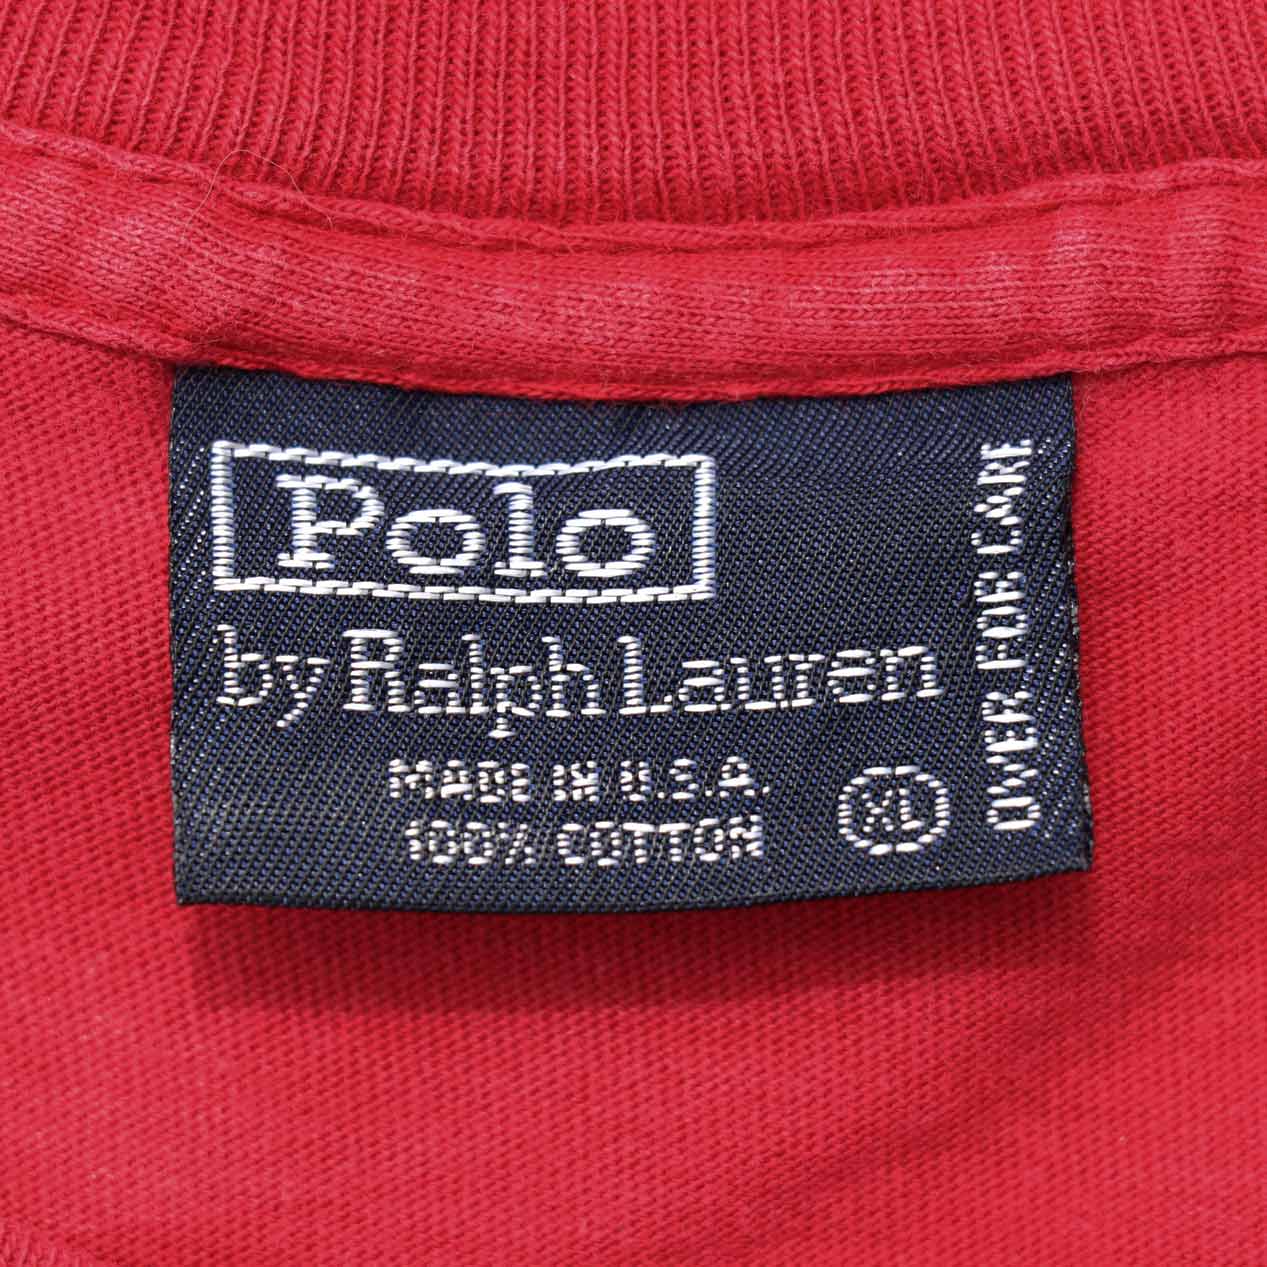 Polo
by Ralph Lauren
MADE IN U.S.A.
100% COTTON
XL
OVER FOR CARE